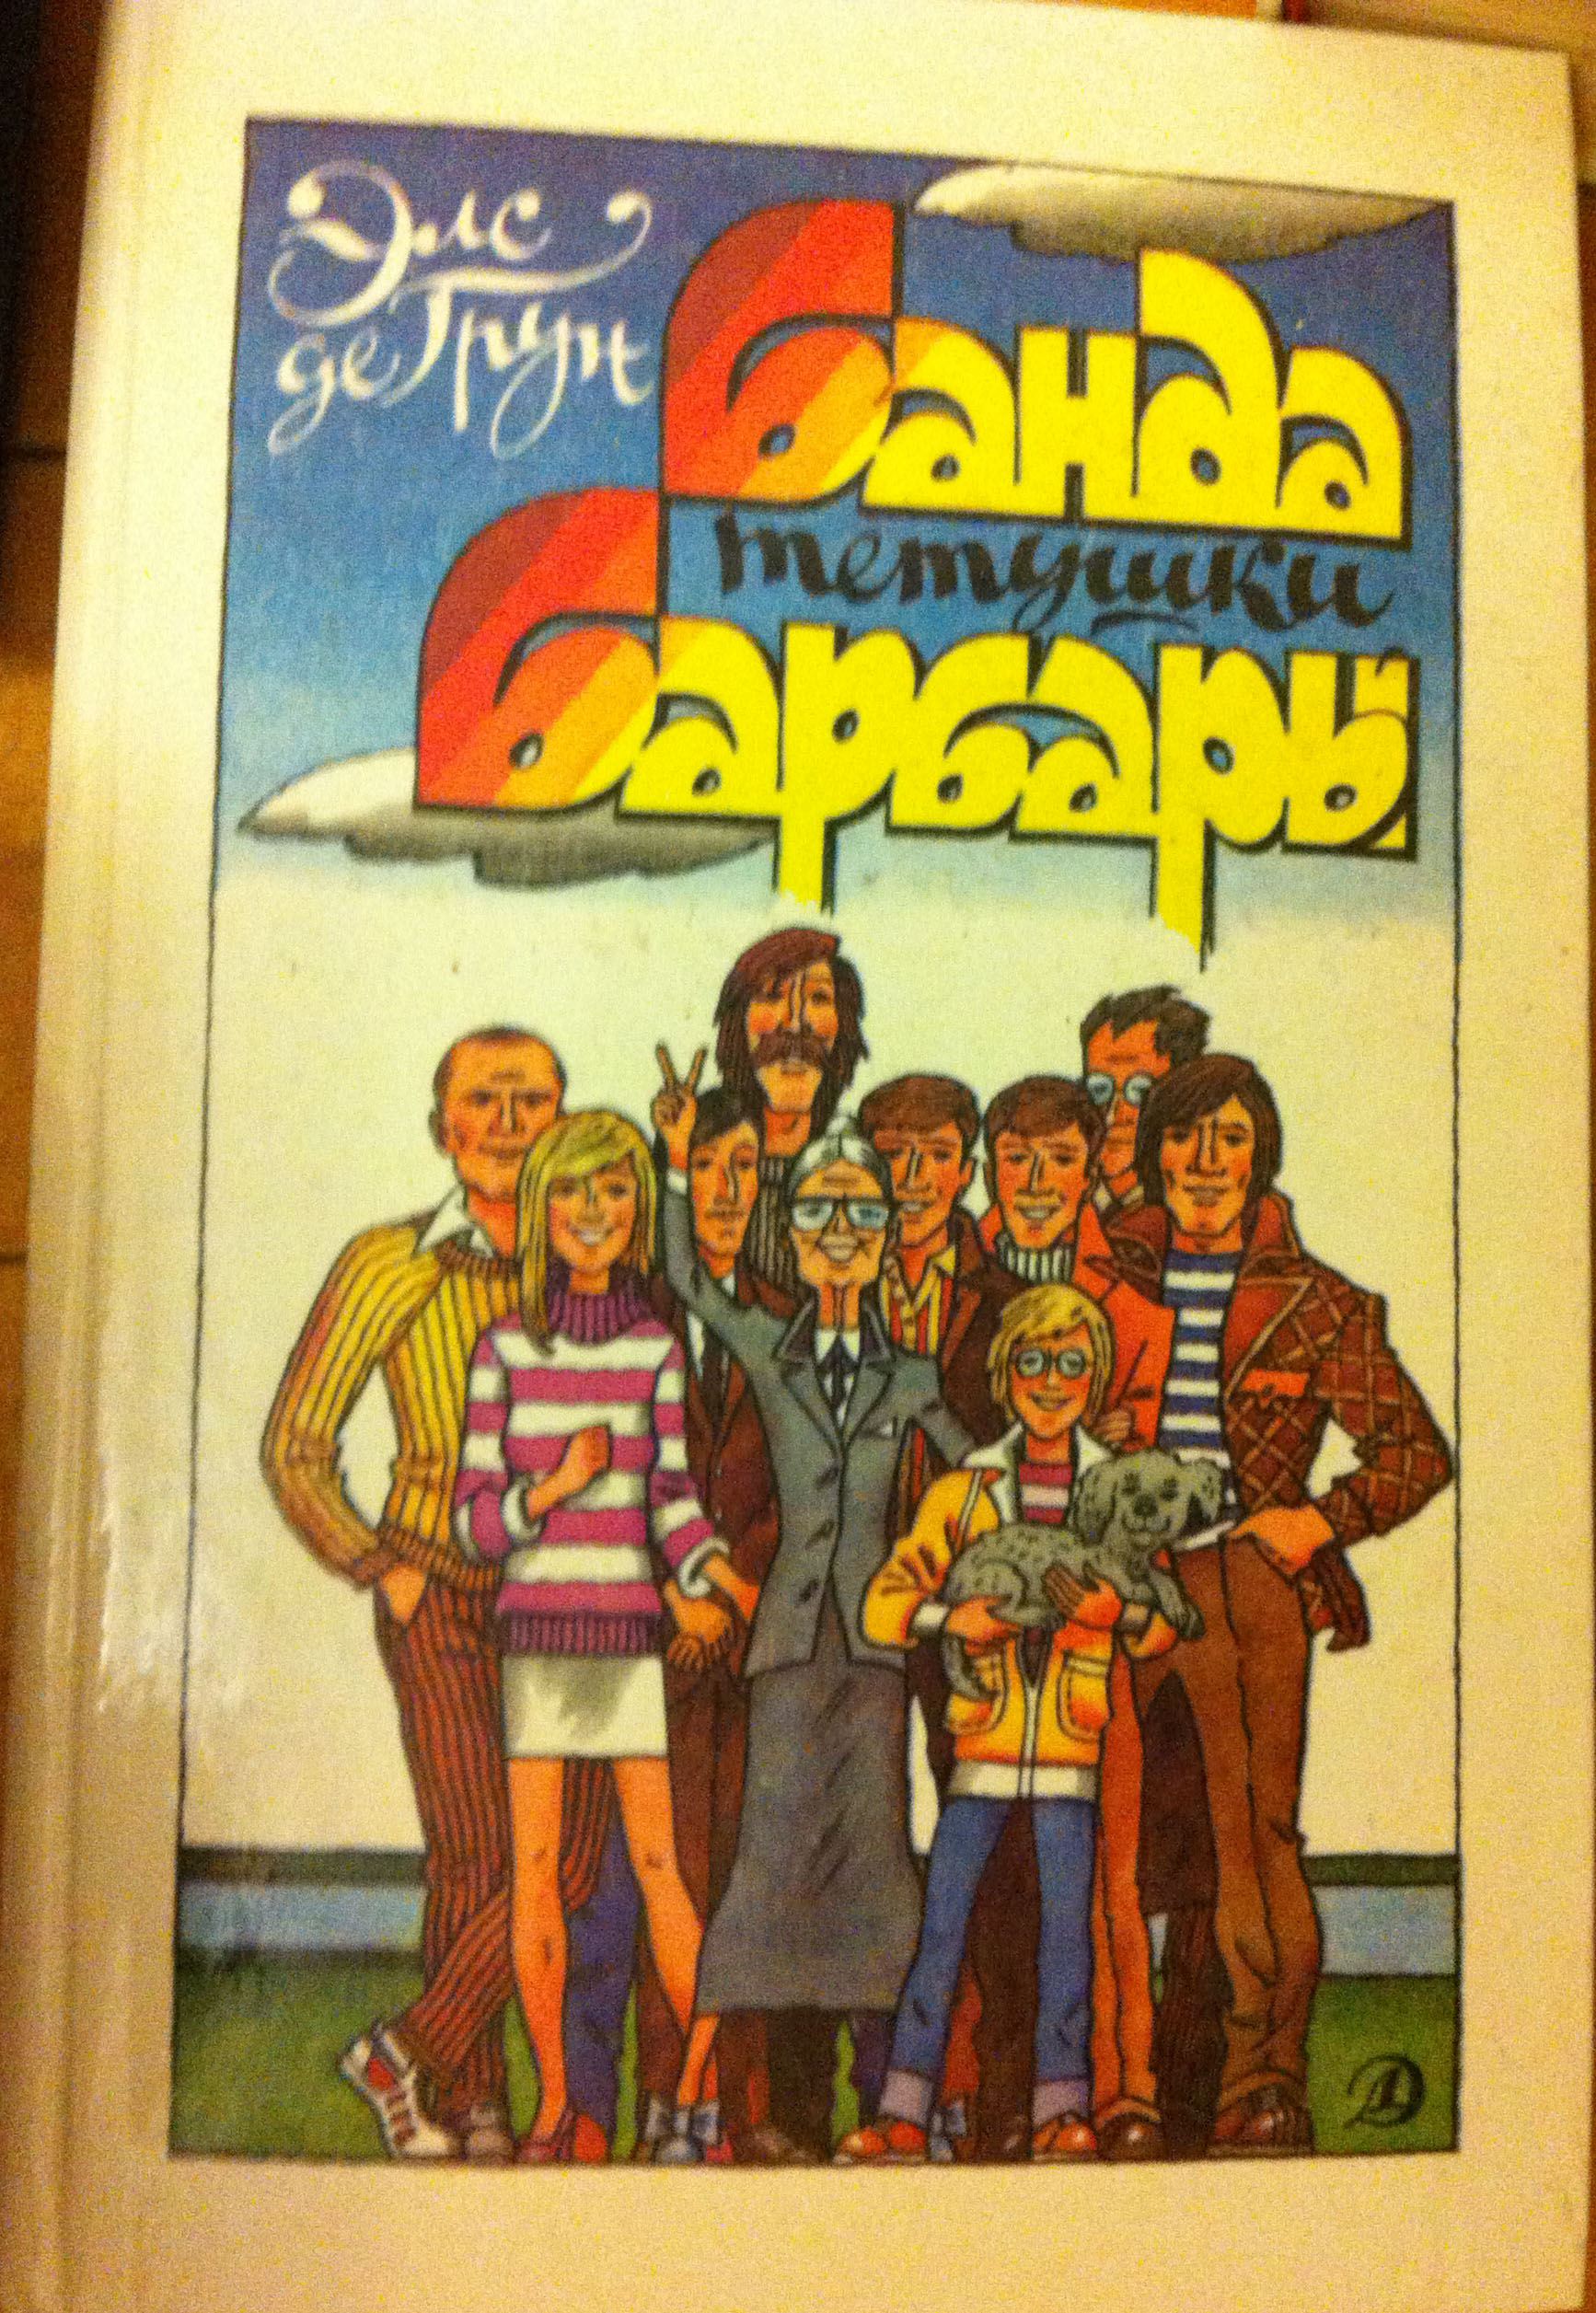 Элс
де Грун
Банда
тетушки
Барбары